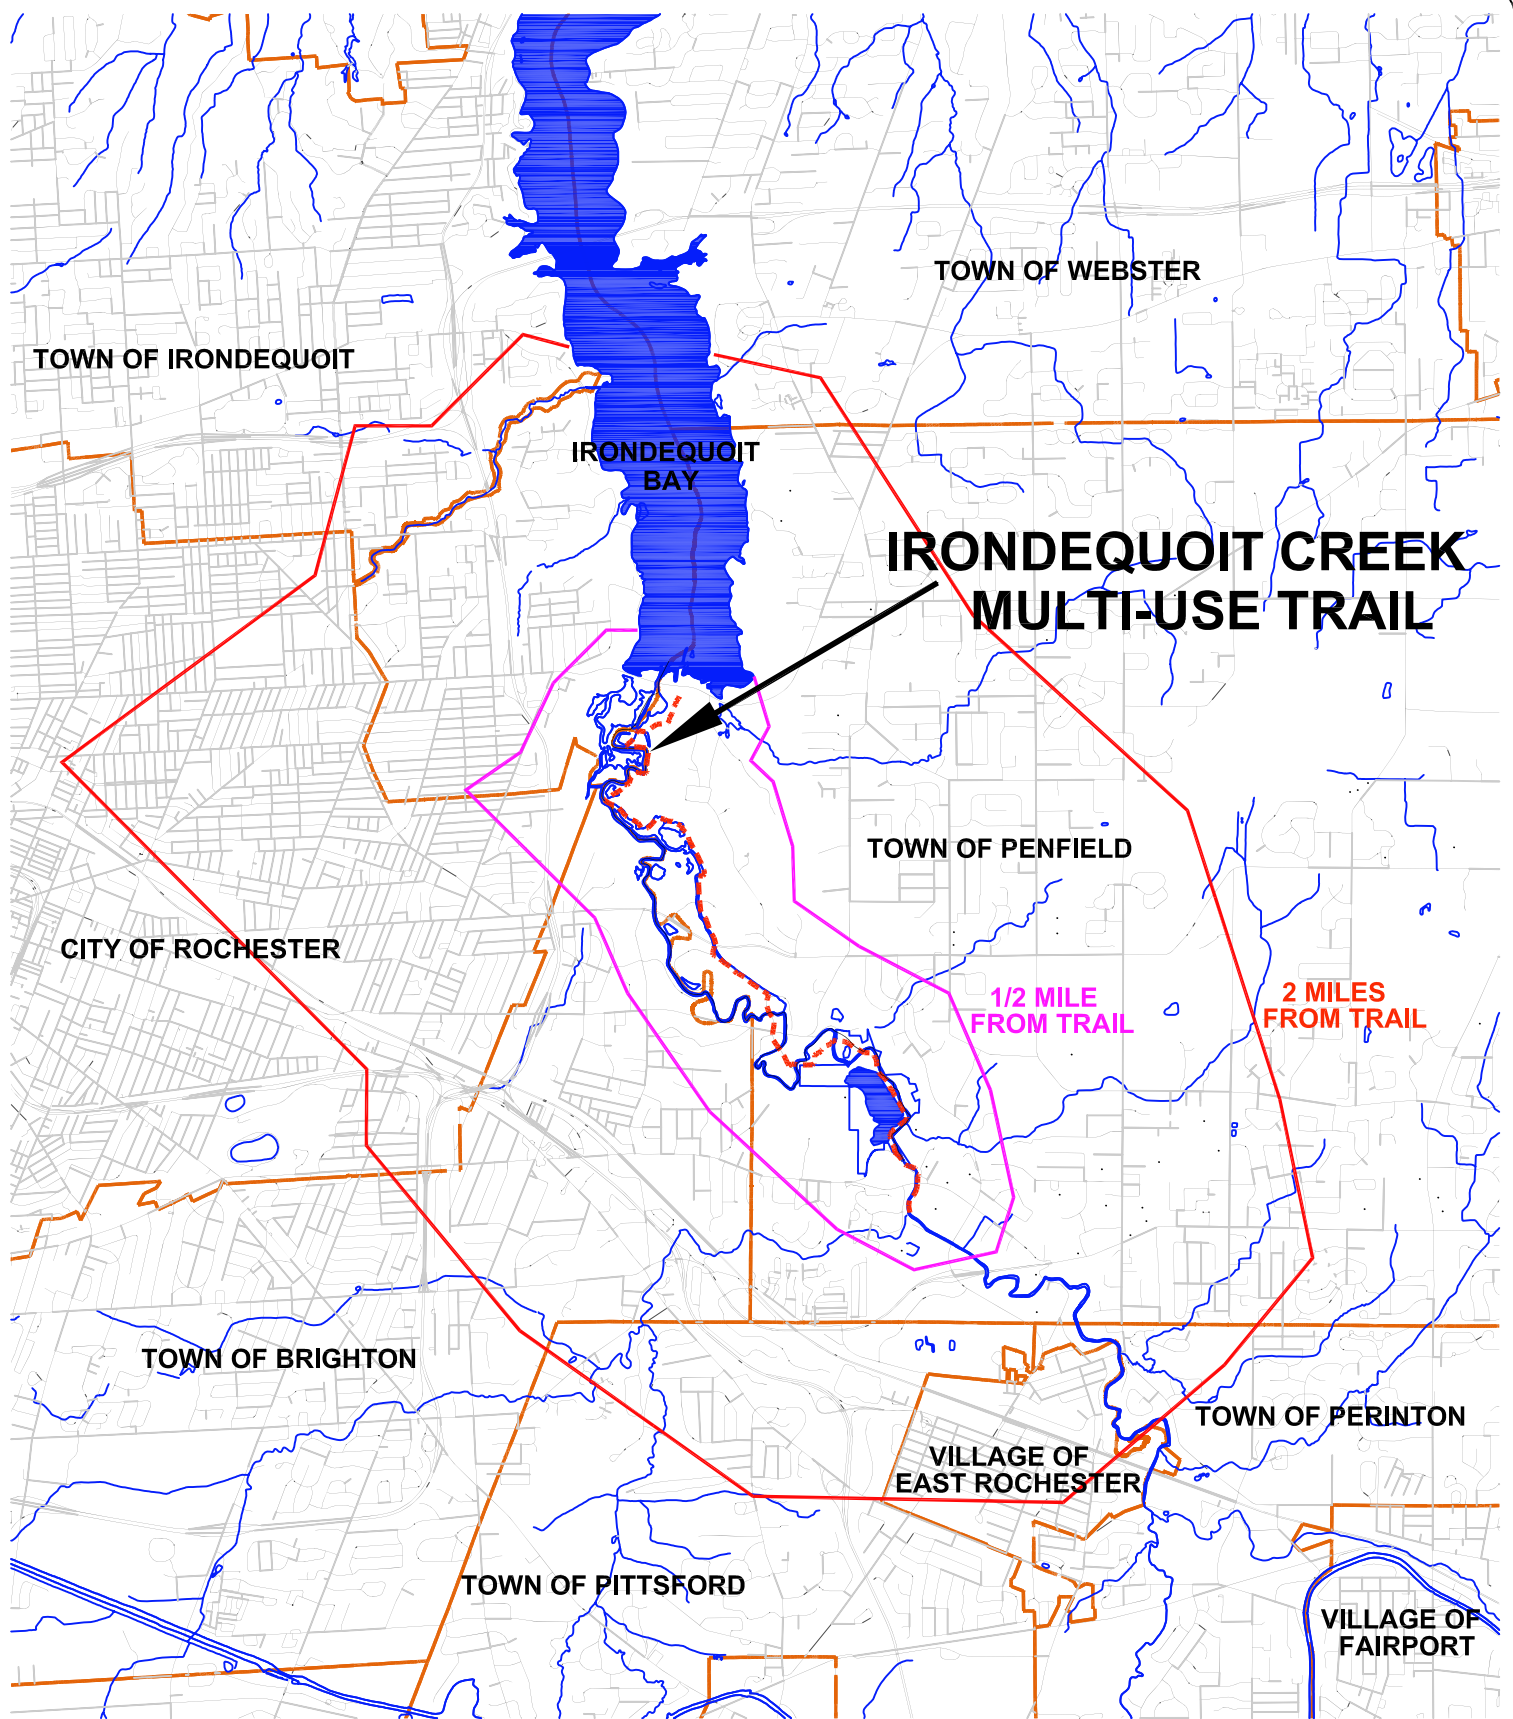 TOWN OF WEBSTER
TOWN OF IRONDEQUOIT
IRONDEQUOIT
BAY
IRONDEQUOIT CREEK
MULTI-USE TRAIL
TOWN OF PENFIELD
CITY OF ROCHESTER
1/2 MILE
FROM TRAIL
2 MILES
FROM TRAIL
TOWN OF BRIGHTON
TOWN OF PERINTON
VILLAGE OF
EAST ROCHESTER
TOWN OF PITTSFORD
VILLAGE OF
FAIRPORT